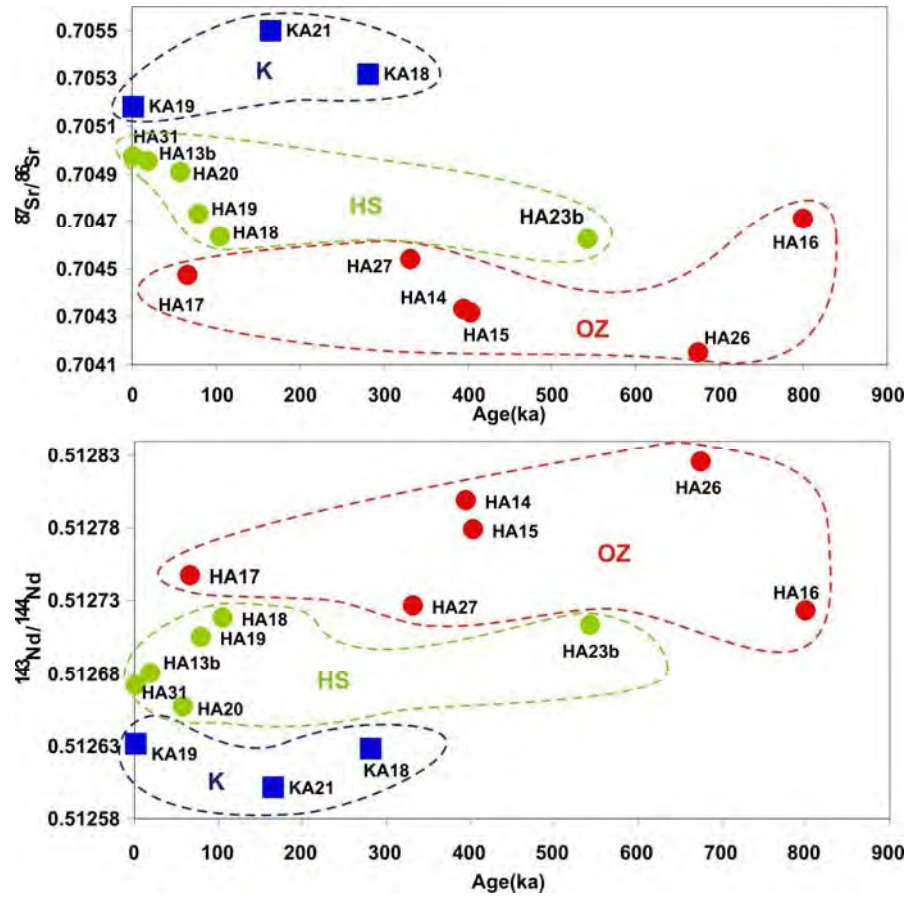 0.7055
0.7053
0.7051
0.7049
0.7047
0.7045
0.7043
0.7041
87Sr/86Sr
KA21
K
KA18
KA19
HA31
HA13b
HA20
HA19
HA18
HS
HA23b
HA16
HA27
HA17
HA14
HA15
OZ
HA26
0 100 200 300 400 500 600 700 800 900
Age(ka)
0.51283
0.51278
0.51273
0.51268
0.51263
0.51258
143Nd/144Nd
HA26
HA14
HA15
OZ
HA17
HA27
HA16
HA18
HA19
HA23b
HA13b
HS
HA31
HA20
KA19
KA18
K
KA21
0 100 200 300 400 500 600 700 800 900
Age(ka)